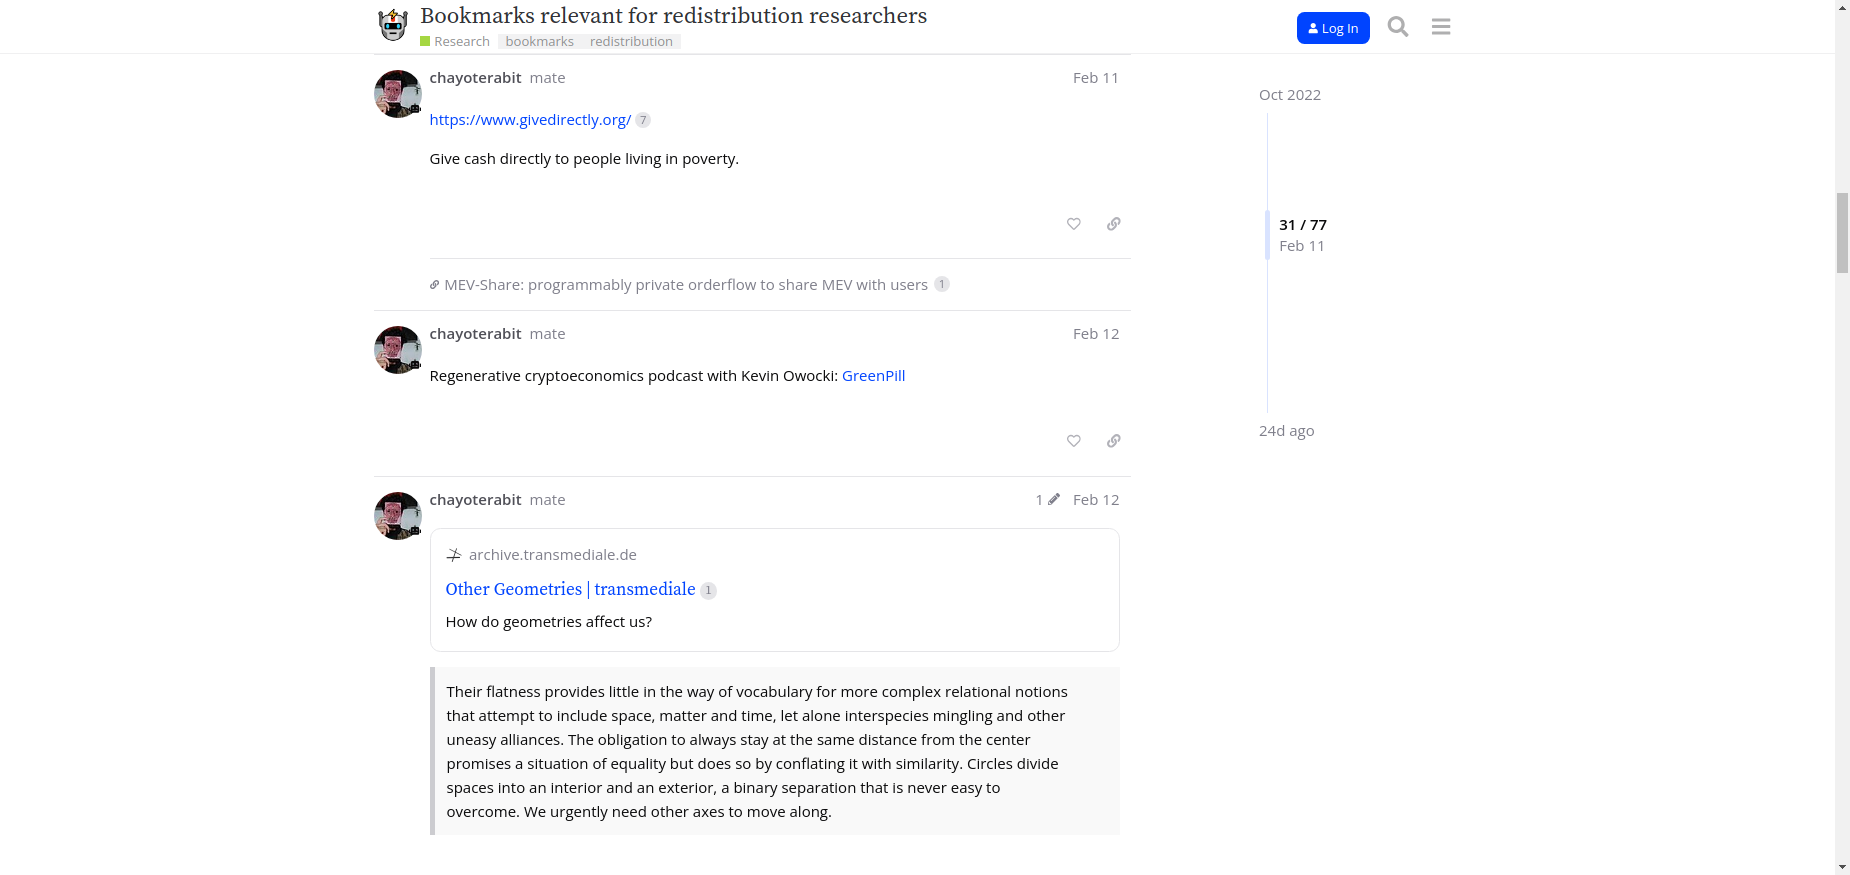 Bookmarks relevant for redistribution researchers
Research bookmarks redistribution
Log In
chayoterabit mate Feb 11
https://www.givedirectly.org/ 7
Give cash directly to people living in poverty.
MEV-Share: programmably private orderflow to share MEV with users 1
chayoterabit mate Feb 12
Regenerative cryptoeconomics podcast with Kevin Owocki: GreenPill
chayoterabit mate 1 Feb 12
archive.transmediale.de
Other Geometries | transmediale 1
How do geometries affect us?
Their flatness provides little in the way of vocabulary for more complex relational notions
that attempt to include space, matter and time, let alone interspecies mingling and other
uneasy alliances. The obligation to always stay at the same distance from the center
promises a situation of equality but does so by conflating it with similarity. Circles divide
spaces into an interior and an exterior, a binary separation that is never easy to
overcome. We urgently need other axes to move along.
Oct 2022
31 / 77
Feb 11
24d ago